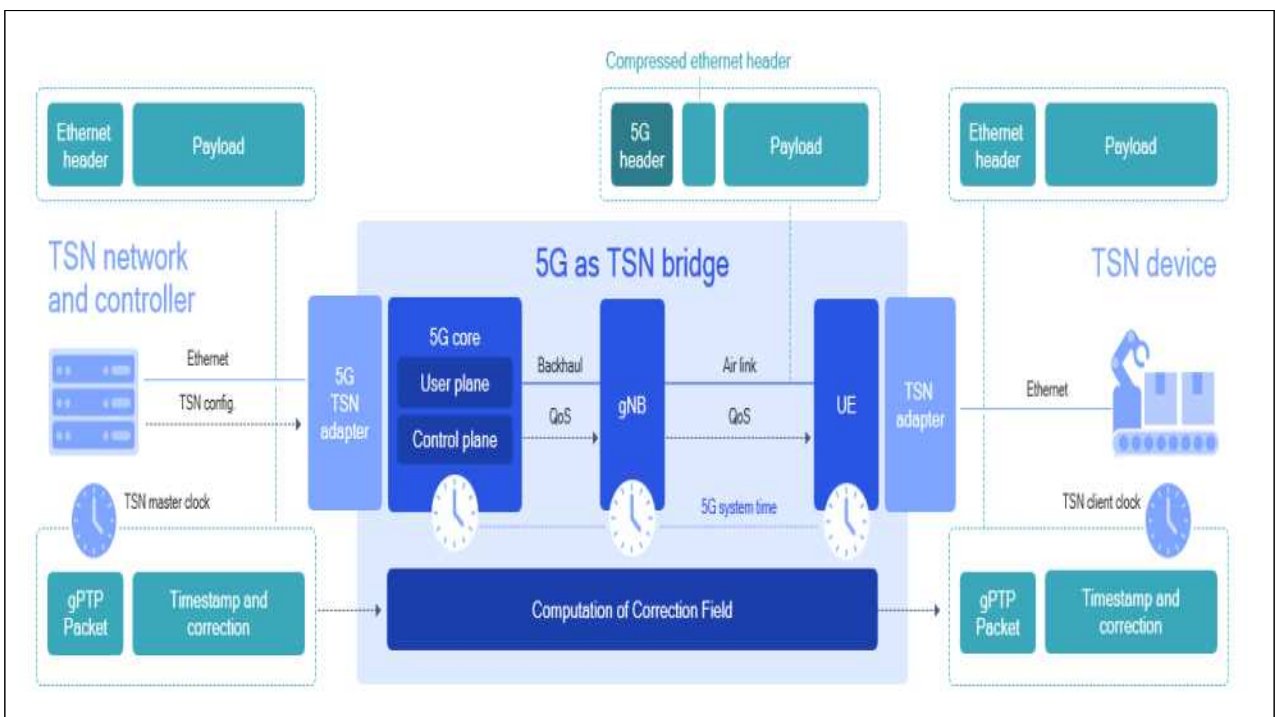 Compressed ethernet header
Ethernet
header
Payload
5G
header
Payload
Ethernet
header
Payload
TSN network
and controller
5G as TSN bridge
TSN device
Ethernet
TSN config.
5G
TSN
adapter
5G core
User plane
Control plane
Backhaul
QoS
gNB
Air link
QoS
UE
TSN
adapter
Ethernet
TSN master clock
5G system time
TSN client clock
gPTP
Packet
Timestamp and
correction
Computation of Correction Field
gPTP
Packet
Timestamp and
correction